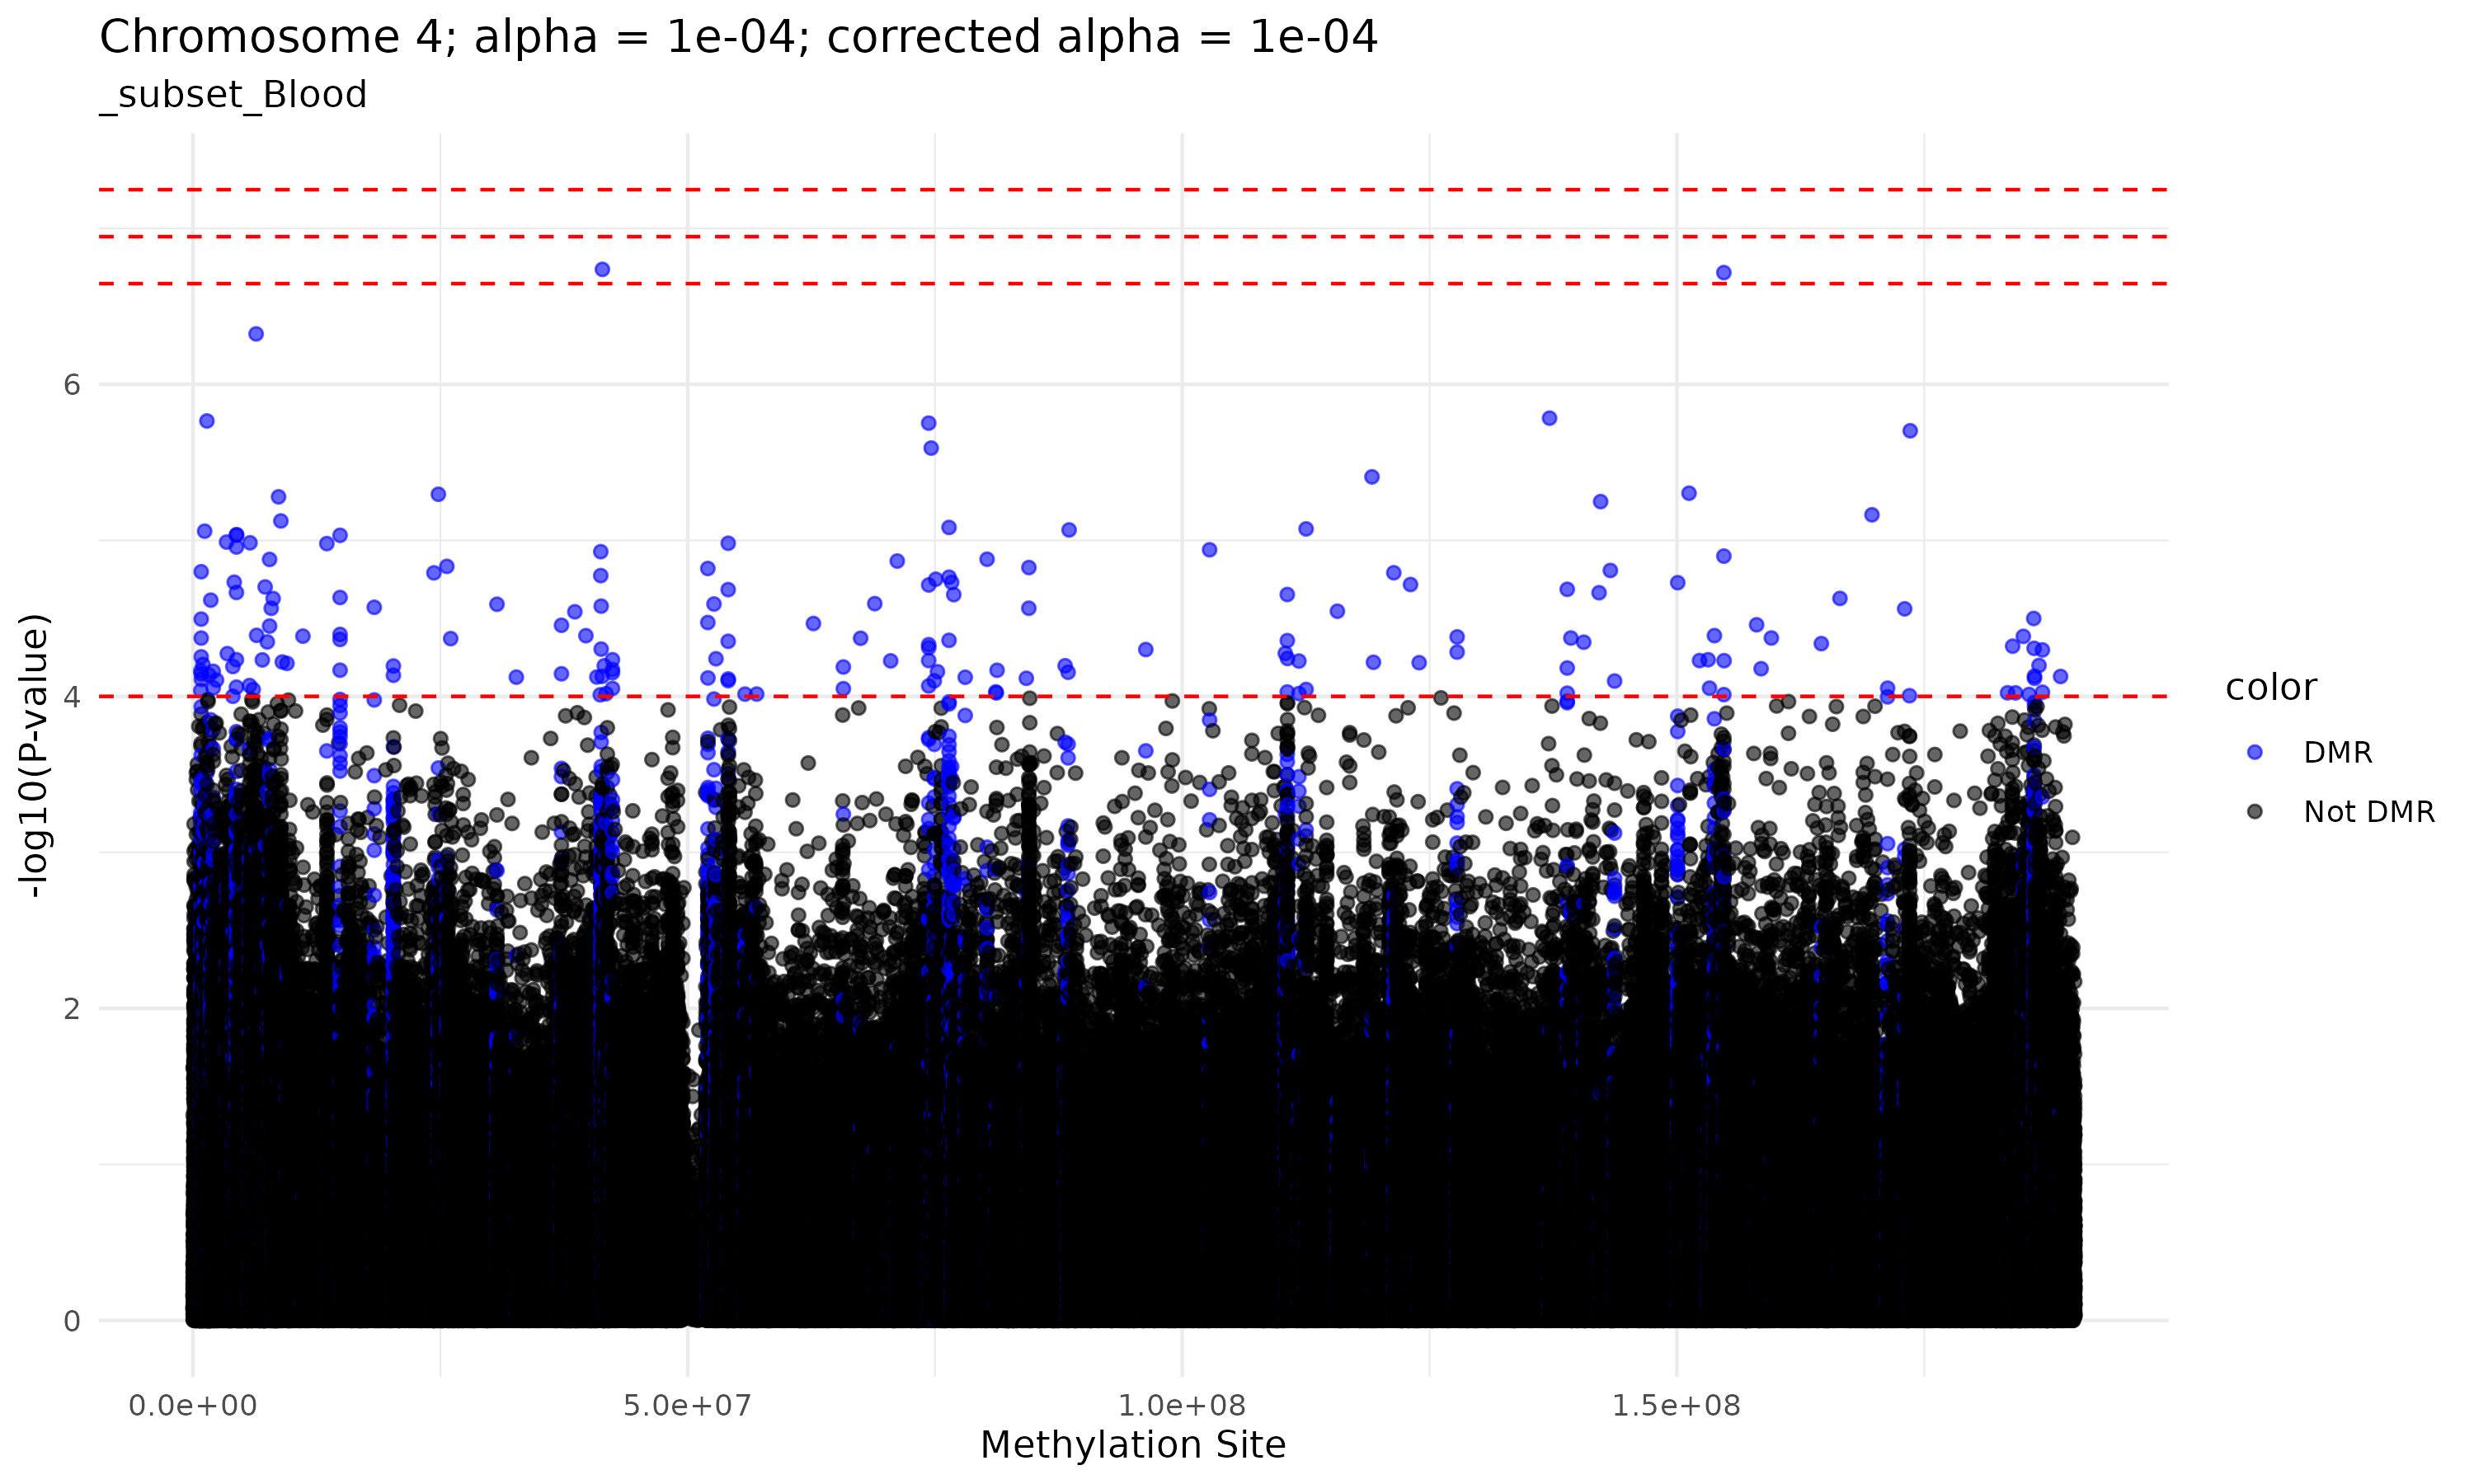 Chromosome 4; alpha = 1e-04; corrected alpha = 1e-04
_subset_Blood
-log10(P-value)
6
4
2
0
0.0e+00
5.0e+07
1.0e+08
1.5e+08
Methylation Site
color
DMR
Not DMR